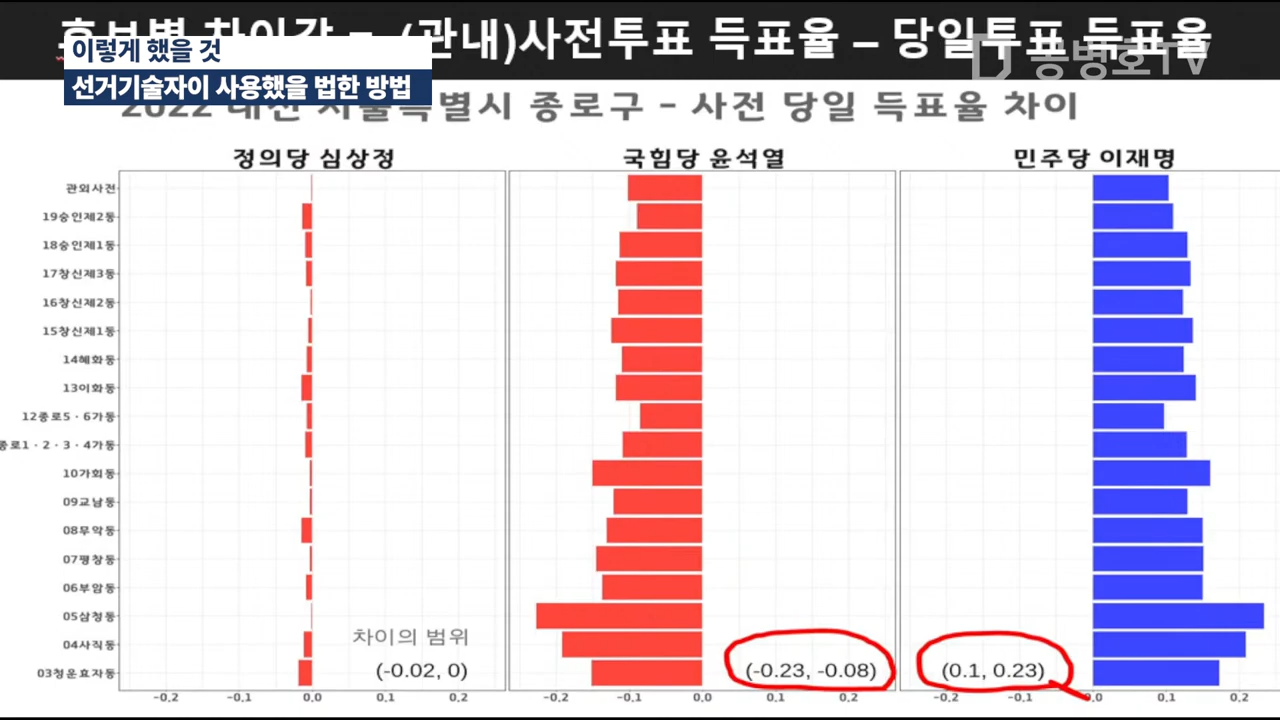 후보별 차이값 = (관내)사전투표 득표율 – 당일투표 득표율
이렇게 했을 것
선거기술자이 사용했을 법한 방법
공병호TV
2022 대선 서울특별시 종로구 - 사전 당일 득표율 차이
정의당 심상정 국힘당 윤석열 민주당 이재명
관외사전
19숭인제2동
18숭인제1동
17창신제3동
16창신제2동
15창신제1동
14혜화동
13이화동
12종로5·6가동
종로1·2·3·4가동
10가회동
09교남동
08무악동
07평창동
06부암동
05삼청동
04사직동
03청운효자동
차이의 범위
(-0.02, 0) (-0.23, -0.08) (0.1, 0.23)
-0.2 -0.1 0.0 0.1 0.2 -0.2 -0.1 0.0 0.1 0.2 -0.2 -0.1 0.0 0.1 0.2